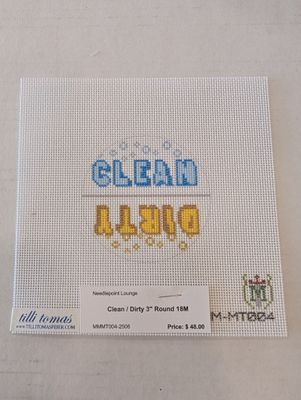 CLEAN
DIRTY
tilli tomas
WWW.TILLITOMASFIBER.COM
Needlepoint Lounge
Clean / Dirty 3" Round 18M
MMMT004-2506
Price: $ 48.00
M
M-MT004